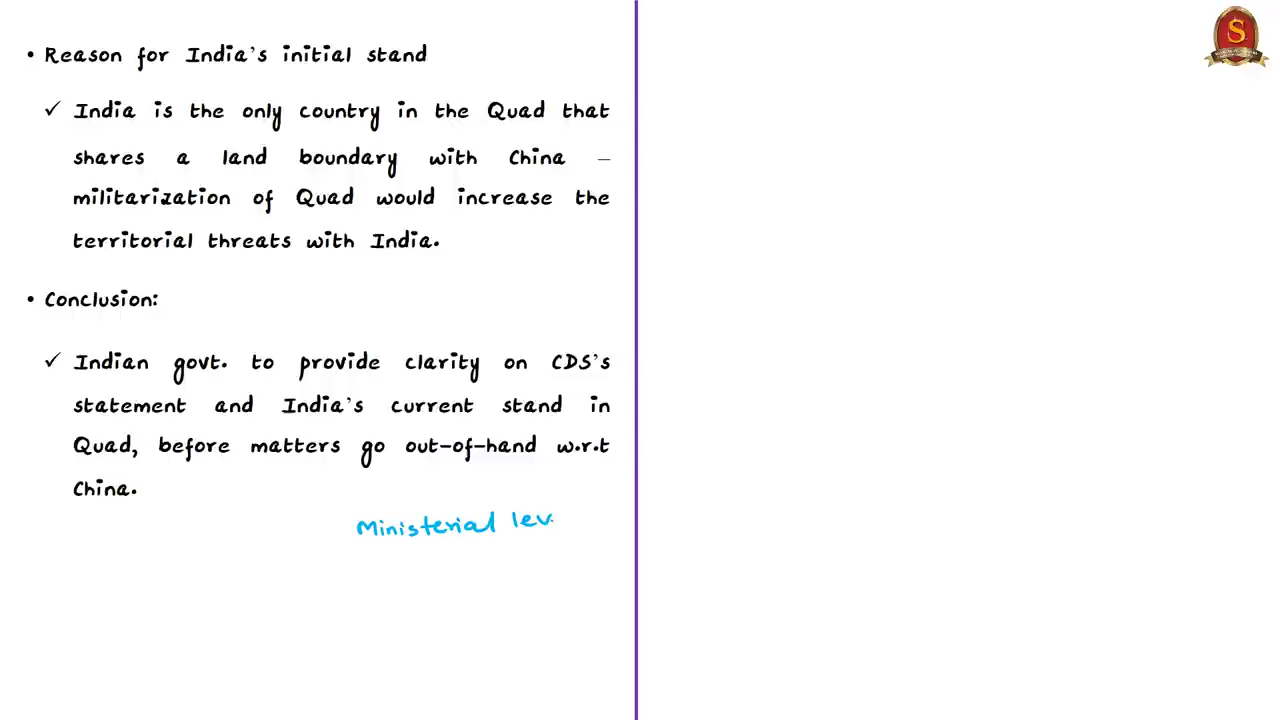 • Reason for India's initial stand
✓ India is the only country in the Quad that
shares a land boundary with China –
militarization of Quad would increase the
territorial threats with India.
• Conclusion:
✓ Indian govt. to provide clarity on CDS's
statement and India's current stand in
Quad, before matters go out-of-hand w.r.t
China.
Ministerial lev
S